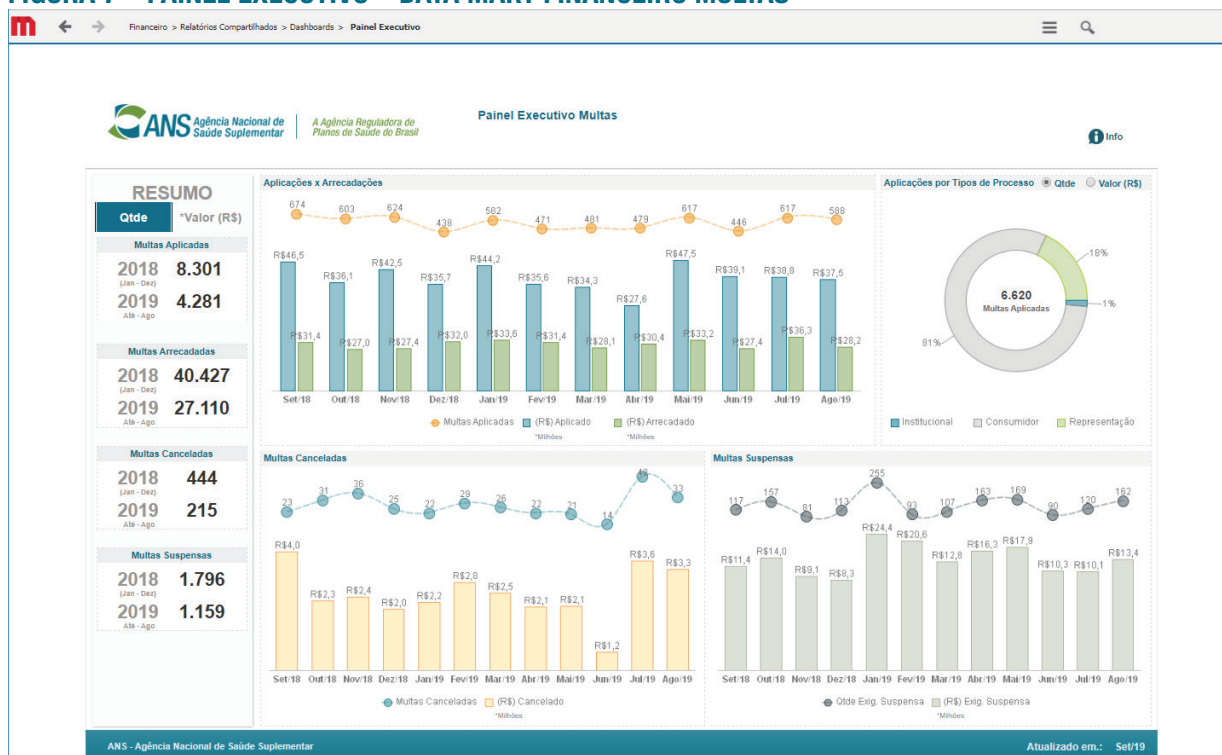 FIGURA 7 – PAINEL EXECUTIVO – DATA MART FINANCEIRO MULTAS
Financeiro > Relatórios Compartilhados > Dashboards > Painel Executivo
ANS Agência Nacional de Saúde Suplementar
A Agência Reguladora de Planos de Saúde do Brasil
Painel Executivo Multas
Info
RESUMO
Qtde *Valor (R$)
Multas Aplicadas
2018 8.301
(Jan - Dez)
2019 4.281
Até - Ago
Multas Arrecadadas
2018 40.427
(Jan - Dez)
2019 27.110
Até - Ago
Multas Canceladas
2018 444
(Jan - Dez)
2019 215
Até - Ago
Multas Suspensas
2018 1.796
(Jan - Dez)
2019 1.159
Até - Ago
Aplicações x Arrecadações
674 603 624 438 582 471 481 479 617 446 617 588
R$46,5 R$36,1 R$42,5 R$35,7 R$44,2 R$35,6 R$34,3 R$27,6 R$47,5 R$39,1 R$38,8 R$37,5
R$31,4 R$27,0 R$27,4 R$32,0 R$33,6 R$31,4 R$28,1 R$30,4 R$33,2 R$27,4 R$36,3 R$28,2
Set/18 Out/18 Nov/18 Dez/18 Jan/19 Fev/19 Mar/19 Abr/19 Mai/19 Jun/19 Jul/19 Ago/19
Multas Aplicadas (R$) Aplicado (R$) Arrecadado
*Milhões *Milhões
Aplicações por Tipos de Processo Qtde Valor (R$)
18%
6.620
Multas Aplicadas
1%
81%
Institucional Consumidor Representação
Multas Canceladas
23 31 36 25 22 29 26 22 21 14 48 33
R$4,0 R$2,3 R$2,4 R$2,0 R$2,2 R$2,8 R$2,5 R$2,1 R$2,1 R$1,2 R$3,6 R$3,3
Set/18 Out/18 Nov/18 Dez/18 Jan/19 Fev/19 Mar/19 Abr/19 Mai/19 Jun/19 Jul/19 Ago/19
Multas Canceladas (R$) Cancelado
*Milhões
Multas Suspensas
117 157 81 113 255 93 107 163 169 90 120 162
R$11,4 R$14,0 R$9,1 R$8,3 R$24,4 R$20,6 R$12,8 R$16,3 R$17,9 R$10,3 R$10,1 R$13,4
Set/18 Out/18 Nov/18 Dez/18 Jan/19 Fev/19 Mar/19 Abr/19 Mai/19 Jun/19 Jul/19 Ago/19
Qtde Exig. Suspensa (R$) Exig. Suspensa
*Milhões
ANS - Agência Nacional de Saúde Suplementar
Atualizado em.: Set/19